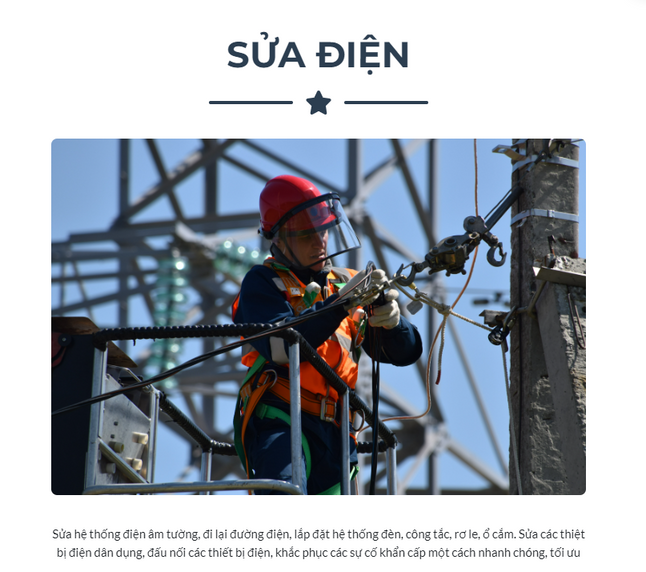 SỬA ĐIỆN
Sửa hệ thống điện âm tường, đi lại đường điện, lắp đặt hệ thống đèn, công tắc, rơ le, ổ cắm. Sửa các thiệt
bị điện dân dụng, đấu nối các thiết bị điện, khắc phục các sự cố khẩn cấp một cách nhanh chóng, tối ưu